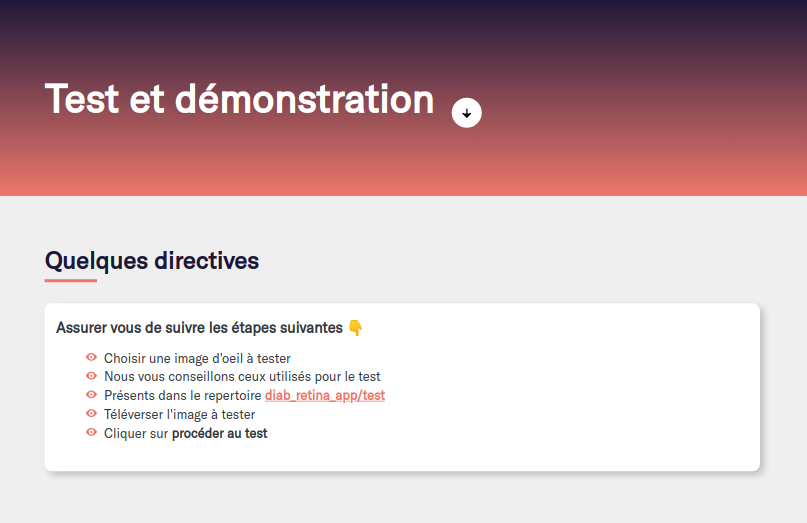 Test et démonstration
Quelques directives
Assurer vous de suivre les étapes suivantes 👇
Choisir une image d'oeil à tester
Nous vous conseillons ceux utilisés pour le test
Présents dans le repertoire diab_retina_app/test
Téléverser l'image à tester
Cliquer sur procéder au test